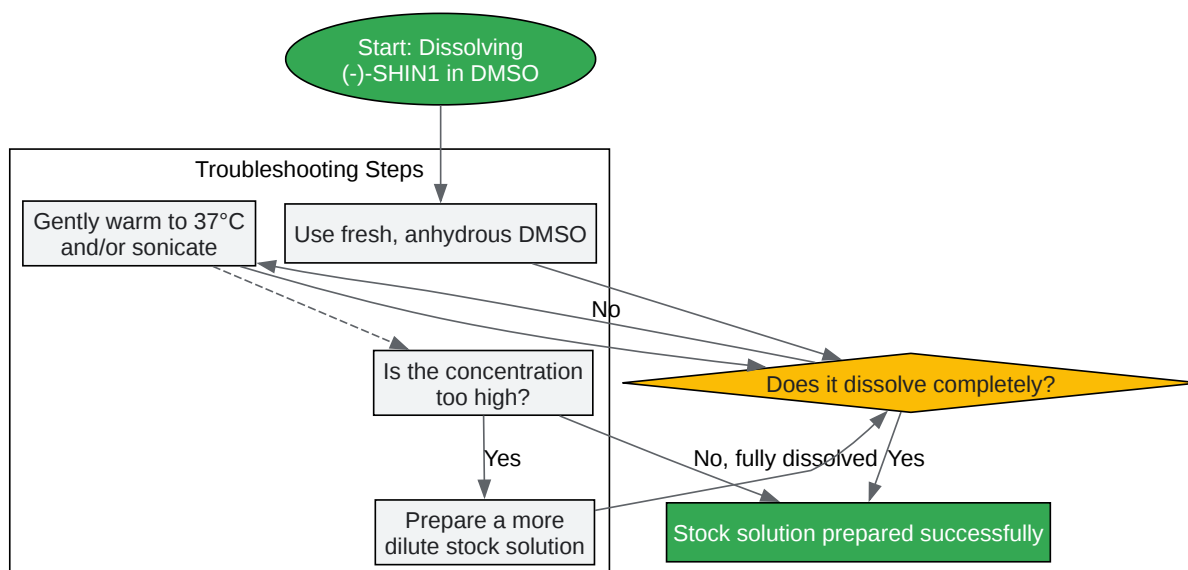 Start: Dissolving
(-)-SHIN1 in DMSO
Troubleshooting Steps
Gently warm to 37°C
and/or sonicate
Use fresh, anhydrous DMSO
No
Is the concentration
too high?
Does it dissolve completely?
Yes
No, fully dissolved
Yes
Prepare a more
dilute stock solution
Stock solution prepared successfully